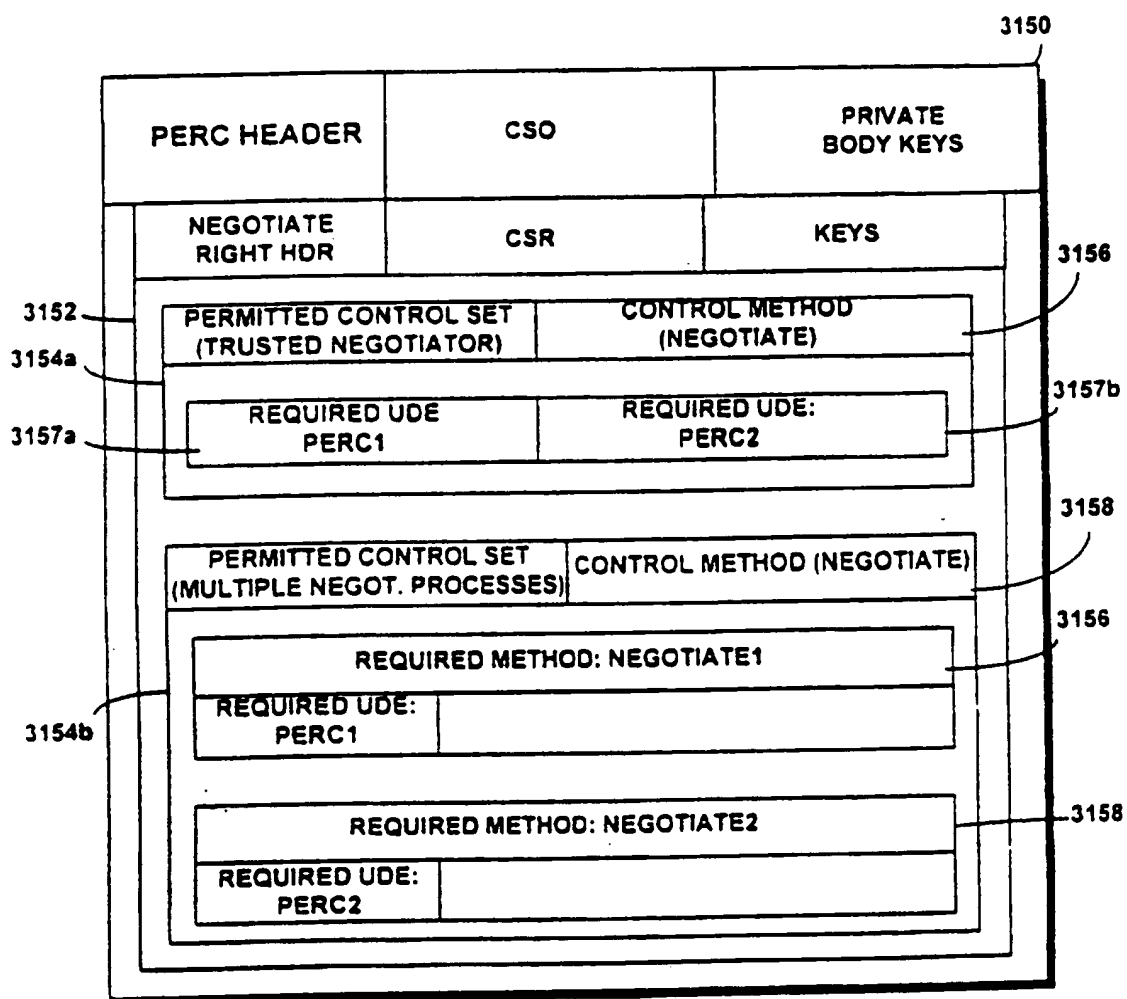 3150
PERC HEADER
CSO
PRIVATE
BODY KEYS
NEGOTIATE
RIGHT HDR
CSR
KEYS
3156
3152
PERMITTED CONTROL SET
(TRUSTED NEGOTIATOR)
CONTROL METHOD
(NEGOTIATE)
3154a
REQUIRED UDE
PERC1
REQUIRED UDE:
PERC2
3157b
3157a
3158
PERMITTED CONTROL SET
(MULTIPLE NEGOT. PROCESSES)
CONTROL METHOD (NEGOTIATE)
3156
REQUIRED METHOD: NEGOTIATE1
REQUIRED UDE:
PERC1
3154b
REQUIRED METHOD: NEGOTIATE2
3158
REQUIRED UDE:
PERC2